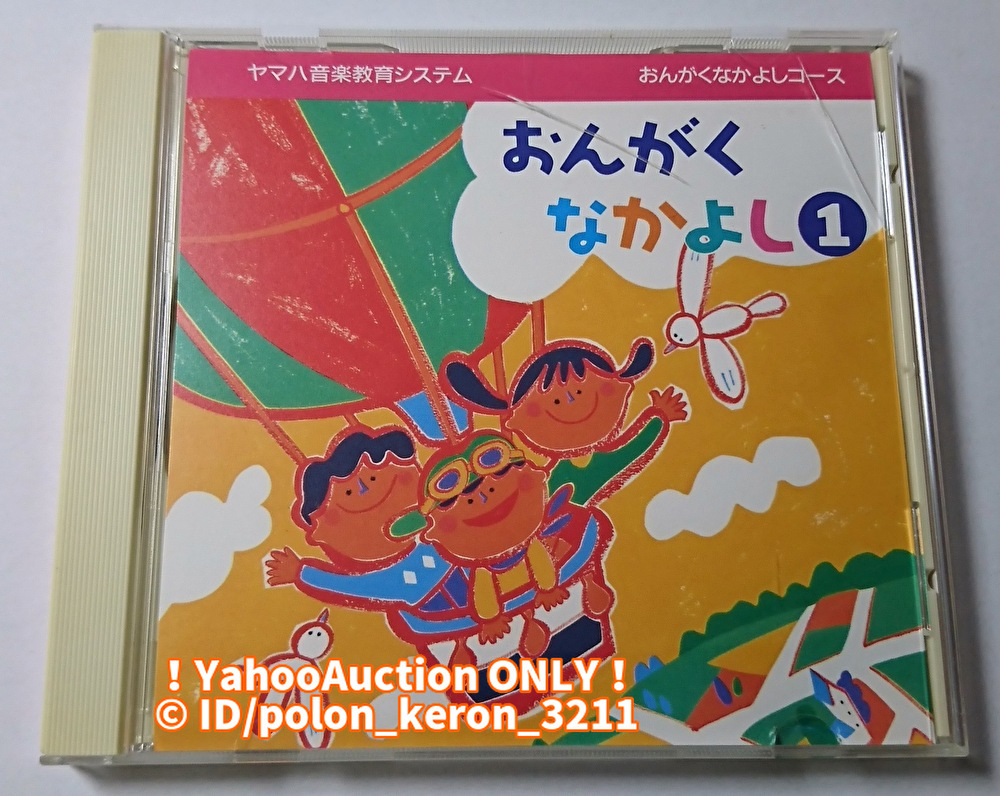 ヤマハ音楽教育システム
おんがくなかよしコース
おんがく
なかよし1
！YahooAuction ONLY！
© ID/polon_keron_3211